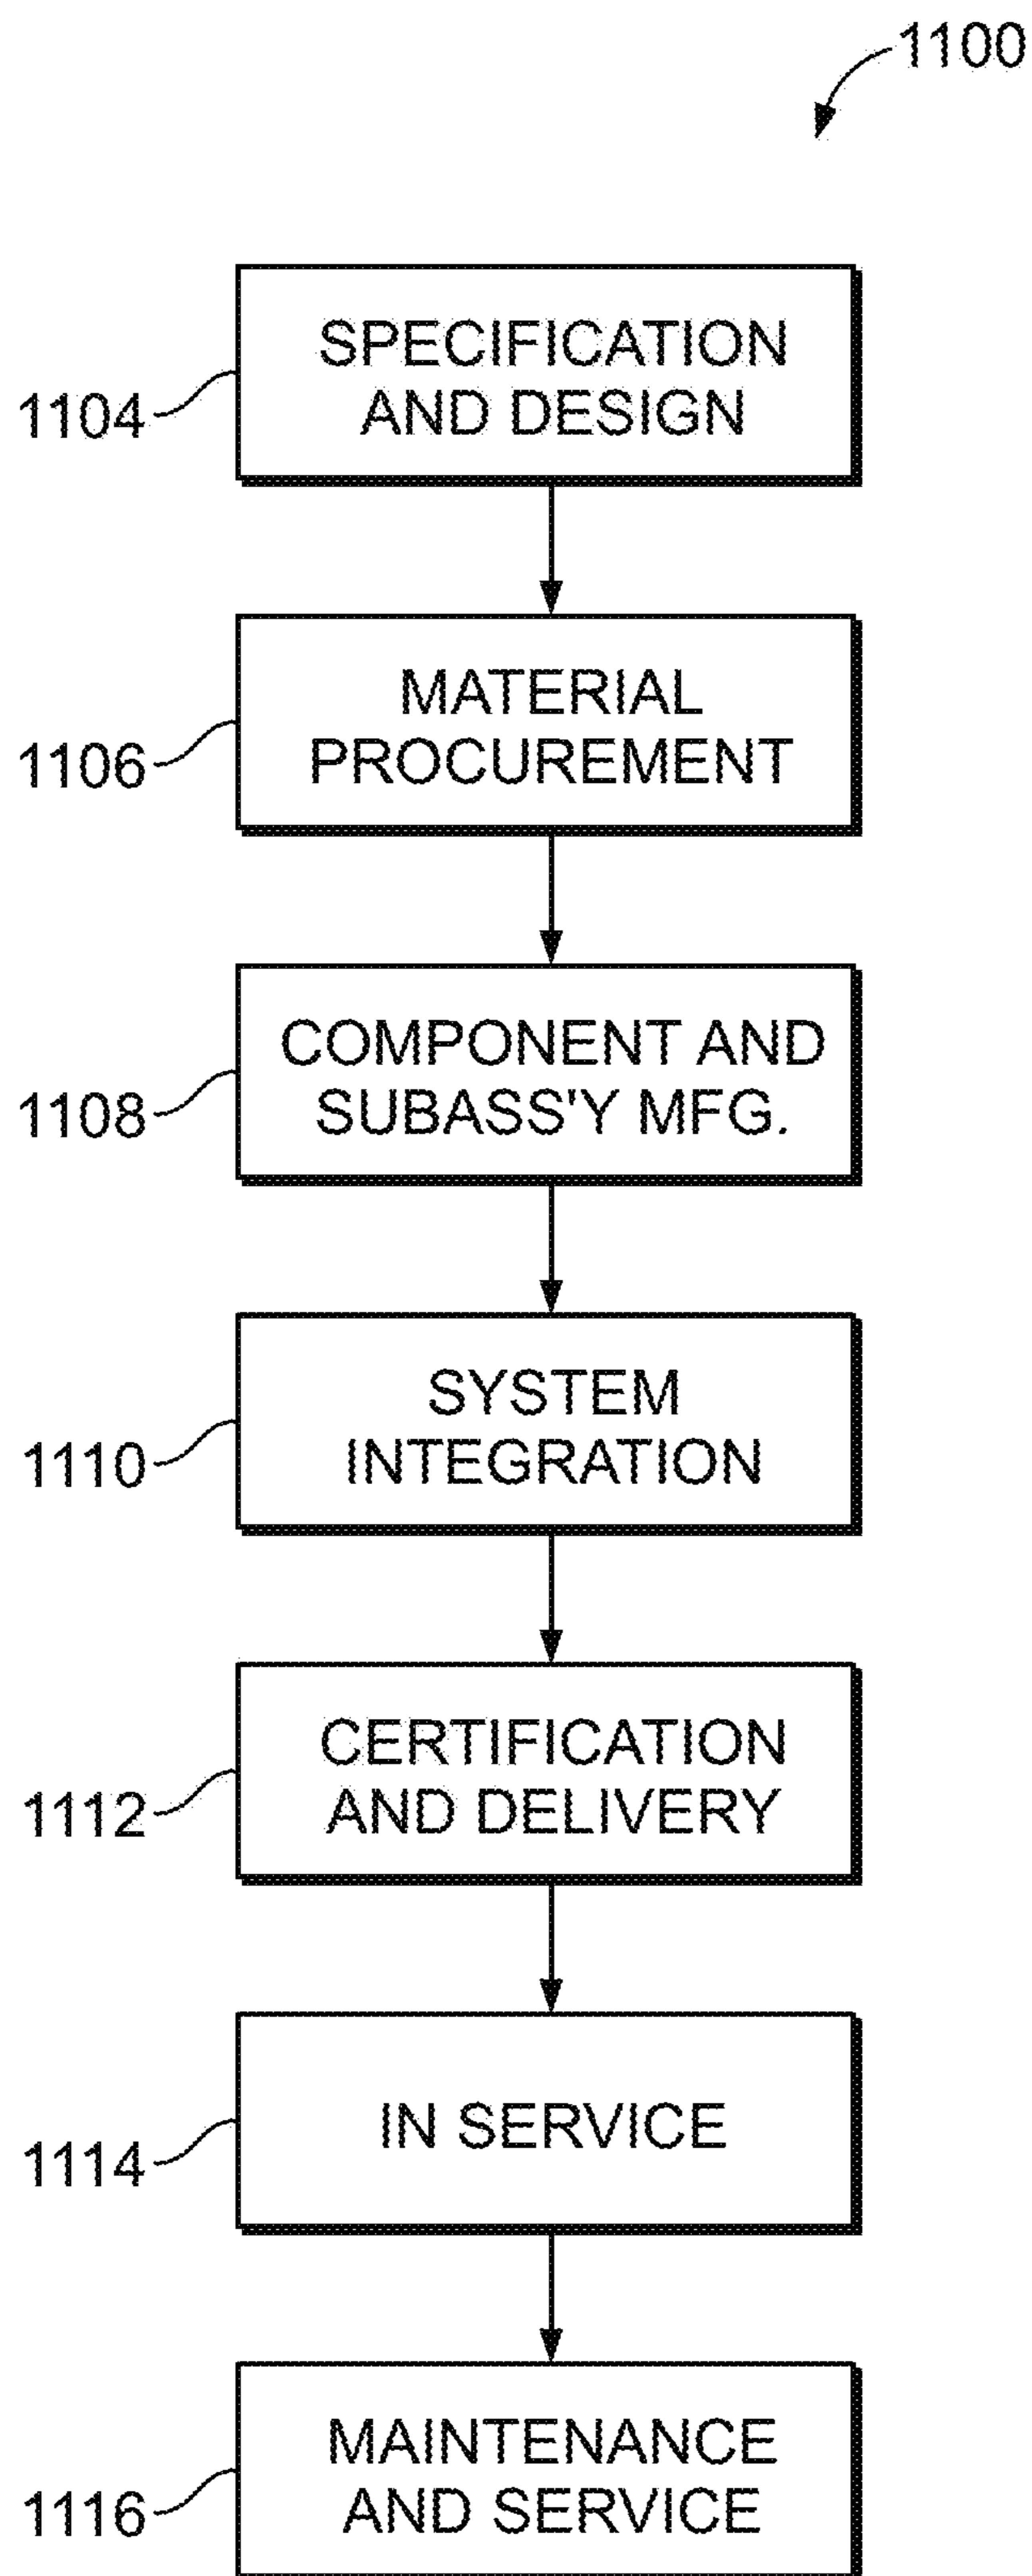 1100
SPECIFICATION
AND DESIGN
1104
MATERIAL
PROCUREMENT
1106
COMPONENT AND
SUBASS'Y MFG.
1108
SYSTEM
INTEGRATION
1110
CERTIFICATION
AND DELIVERY
1112
IN SERVICE
1114
MAINTENANCE
AND SERVICE
1116